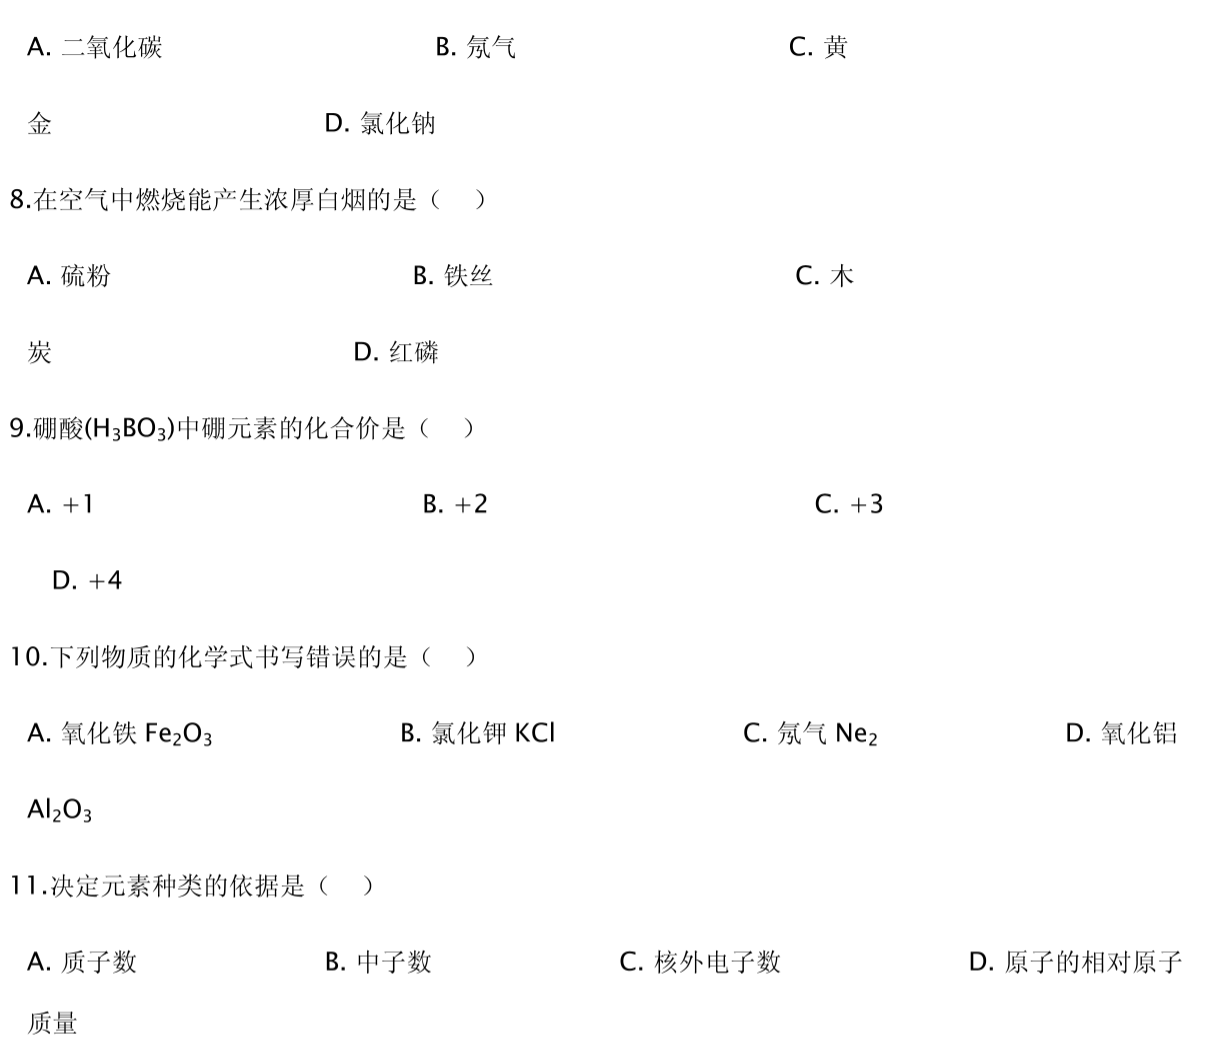 A. 二氧化碳 B. 氖气 C. 黄
金 D. 氯化钠
8.在空气中燃烧能产生浓厚白烟的是（ ）
A. 硫粉 B. 铁丝 C. 木
炭 D. 红磷
9.硼酸(H₃BO₃)中硼元素的化合价是（ ）
A. +1 B. +2 C. +3
D. +4
10.下列物质的化学式书写错误的是（ ）
A. 氧化铁 Fe₂O₃ B. 氯化钾 KCl C. 氖气 Ne₂ D. 氧化铝
Al₂O₃
11.决定元素种类的依据是（ ）
A. 质子数 B. 中子数 C. 核外电子数 D. 原子的相对原子
质量